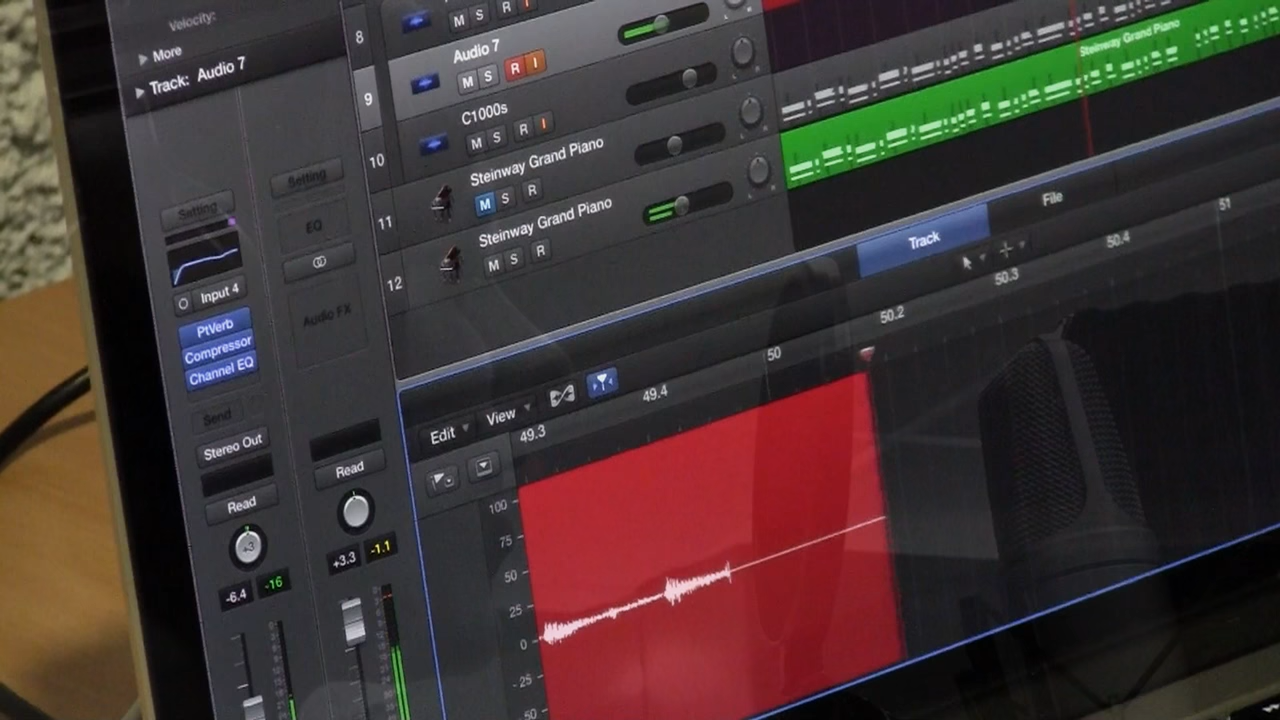 Velocity:
More
Track: Audio 7
Setting
Setting
EQ
Input 4
Audio FX
PtVerb
Compressor
Channel EQ
Send
Stereo Out
Read
Read
+3
-6.4 -16
+3.3 -1.1
8
M S R I
Audio 7
9
M S R I
C1000s
10
M S R I
Steinway Grand Piano
11
M S R
Steinway Grand Piano
12
M S R
Steinway Grand Piano
Track
File
Edit
View
49.3
49.4
50
50.2
50.3
50.4
51
100
75
50
25
0
-25
-50